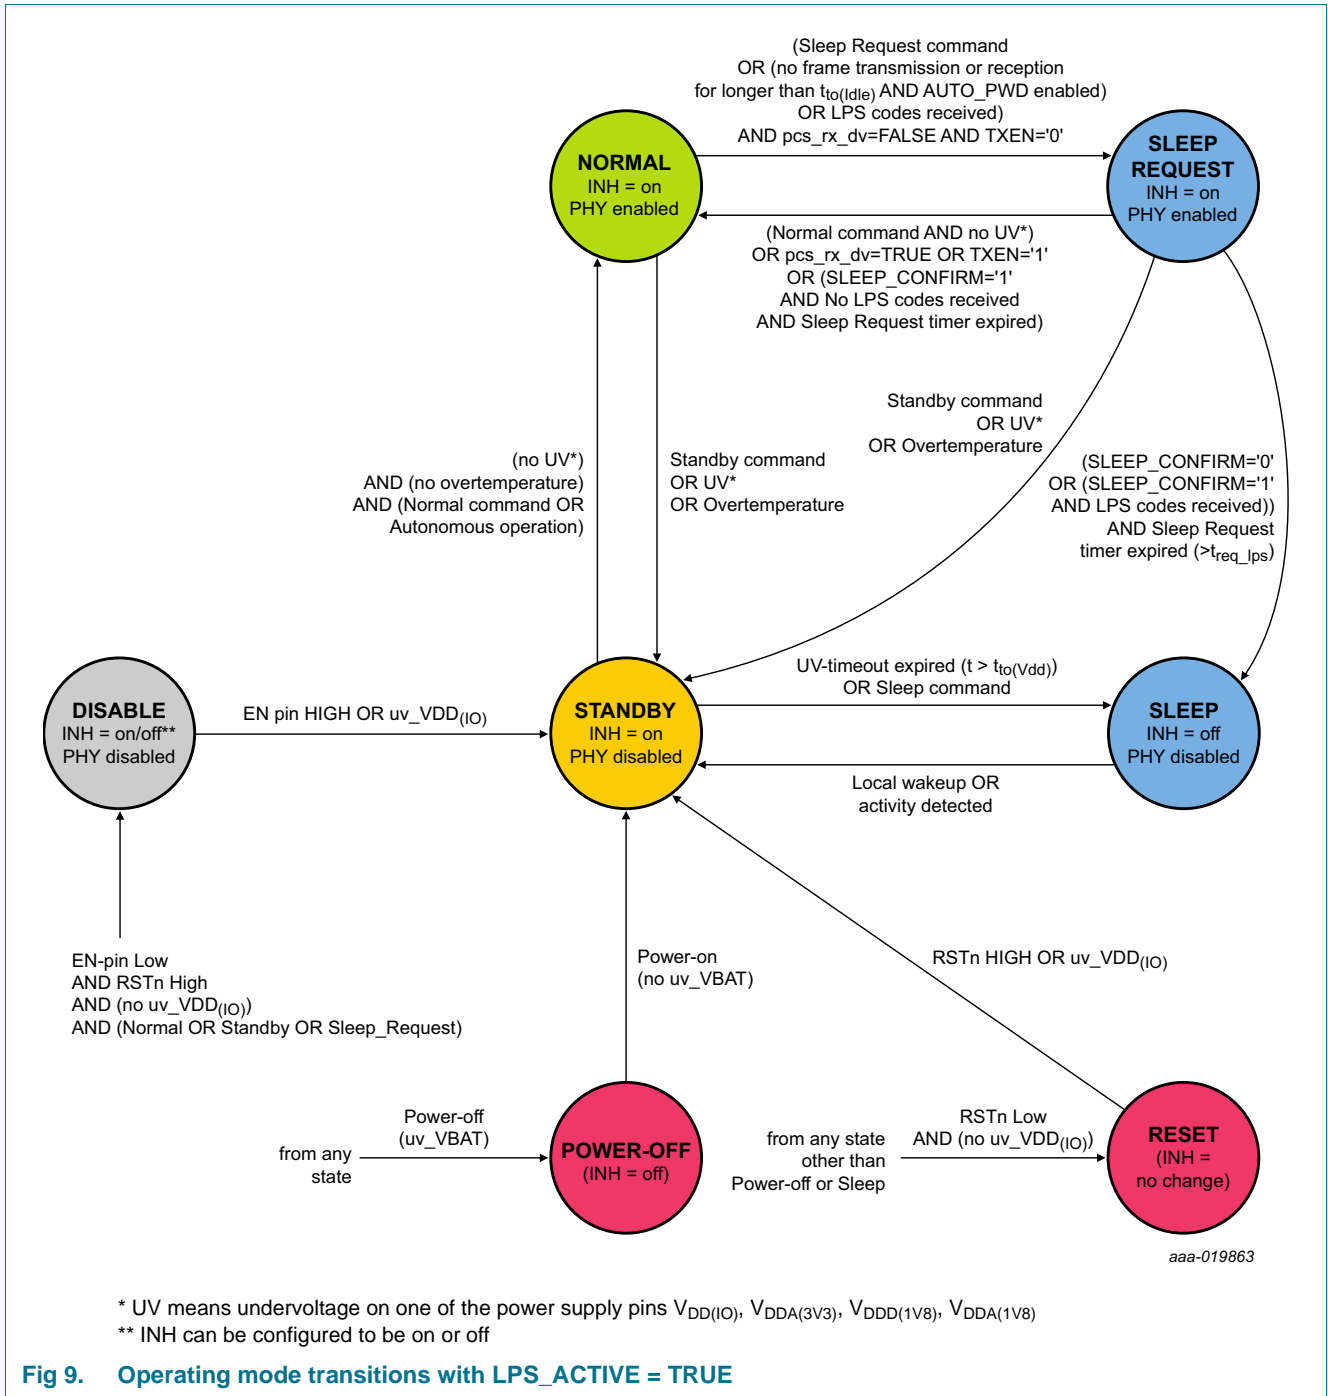 (Sleep Request command
OR (no frame transmission or reception
for longer than tto(Idle) AND AUTO_PWD enabled)
OR LPS codes received)
AND pcs_rx_dv=FALSE AND TXEN='0'
NORMAL
INH = on
PHY enabled
SLEEP
REQUEST
INH = on
PHY enabled
(Normal command AND no UV*)
OR pcs_rx_dv=TRUE OR TXEN='1'
OR (SLEEP_CONFIRM='1'
AND No LPS codes received
AND Sleep Request timer expired)
Standby command
OR UV*
OR Overtemperature
(no UV*)
AND (no overtemperature)
AND (Normal command OR
Autonomous operation)
Standby command
OR UV*
OR Overtemperature
(SLEEP_CONFIRM='0'
OR (SLEEP_CONFIRM='1'
AND LPS codes received))
AND Sleep Request
timer expired (>treq_lps)
DISABLE
INH = on/off**
PHY disabled
EN pin HIGH OR uv_VDD(IO)
STANDBY
INH = on
PHY disabled
UV-timeout expired (t > tto(Vdd))
OR Sleep command
SLEEP
INH = off
PHY disabled
Local wakeup OR
activity detected
EN-pin Low
AND RSTn High
AND (no uv_VDD(IO))
AND (Normal OR Standby OR Sleep_Request)
Power-on
(no uv_VBAT)
RSTn HIGH OR uv_VDD(IO)
from any
state
Power-off
(uv_VBAT)
POWER-OFF
(INH = off)
from any state
other than
Power-off or Sleep
RSTn Low
AND (no uv_VDD(IO))
RESET
(INH =
no change)
aaa-019863
* UV means undervoltage on one of the power supply pins VDD(IO), VDDA(3V3), VDDD(1V8), VDDA(1V8)
** INH can be configured to be on or off
Fig 9. Operating mode transitions with LPS_ACTIVE = TRUE